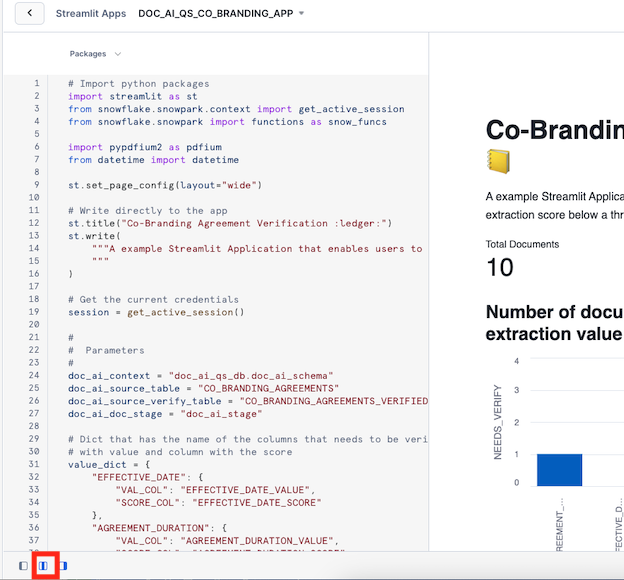 Streamlit Apps DOC_AI_QS_CO_BRANDING_APP
Packages
1 # Import python packages
2 import streamlit as st
3 from snowflake.snowpark.context import get_active_session
4 from snowflake.snowpark import functions as snow_funcs
5
6 import pypdfium2 as pdfium
7 from datetime import datetime
8
9 st.set_page_config(layout="wide")
10
11 # Write directly to the app
12 st.title("Co-Branding Agreement Verification :ledger:")
13 st.write(
14 """A example Streamlit Application that enables users to
15 """
16 )
17
18 # Get the current credentials
19 session = get_active_session()
20
21 #
22 # Parameters
23 #
24 doc_ai_context = "doc_ai_qs_db.doc_ai_schema"
25 doc_ai_source_table = "CO_BRANDING_AGREEMENTS"
26 doc_ai_source_verify_table = "CO_BRANDING_AGREEMENTS_VERIFIED
27 doc_ai_doc_stage = "doc_ai_stage"
28
29 # Dict that has the name of the columns that needs to be veri
30 # with value and column with the score
31 value_dict = {
32 "EFFECTIVE_DATE": {
33 "VAL_COL": "EFFECTIVE_DATE_VALUE",
34 "SCORE_COL": "EFFECTIVE_DATE_SCORE"
35 },
36 "AGREEMENT_DURATION": {
37 "VAL_COL": "AGREEMENT_DURATION_VALUE",
38 "SCORE_COL": "AGREEMENT_DURATION_SCORE"
Co-Brandin
A example Streamlit Applica
extraction score below a thr
Total Documents
10
Number of docu
extraction value
4
3
2
1
0
NEEDS_VERIFY
REEMENT_...
FECTIVE_D...